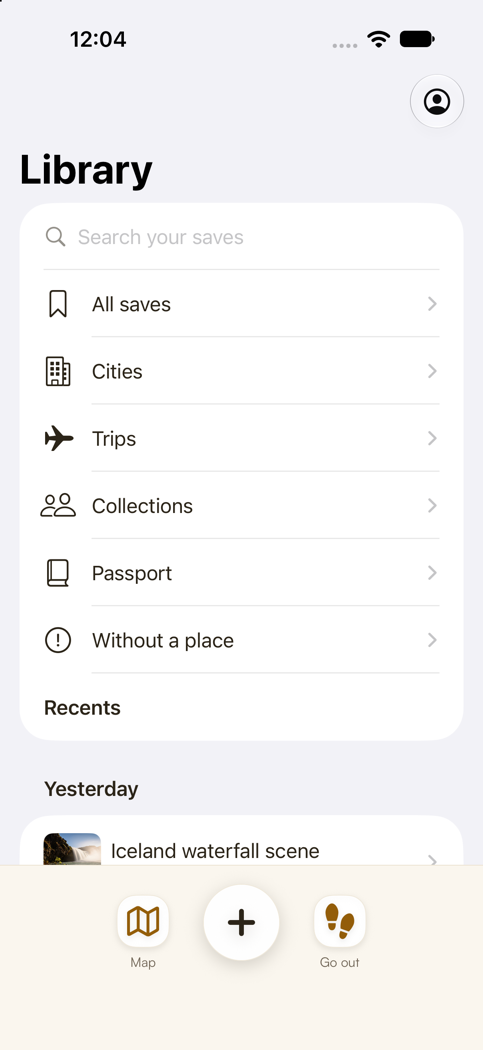 12:04
Library
Search your saves
All saves
Cities
Trips
Collections
Passport
Without a place
Recents
Yesterday
Iceland waterfall scene
Map
Go out